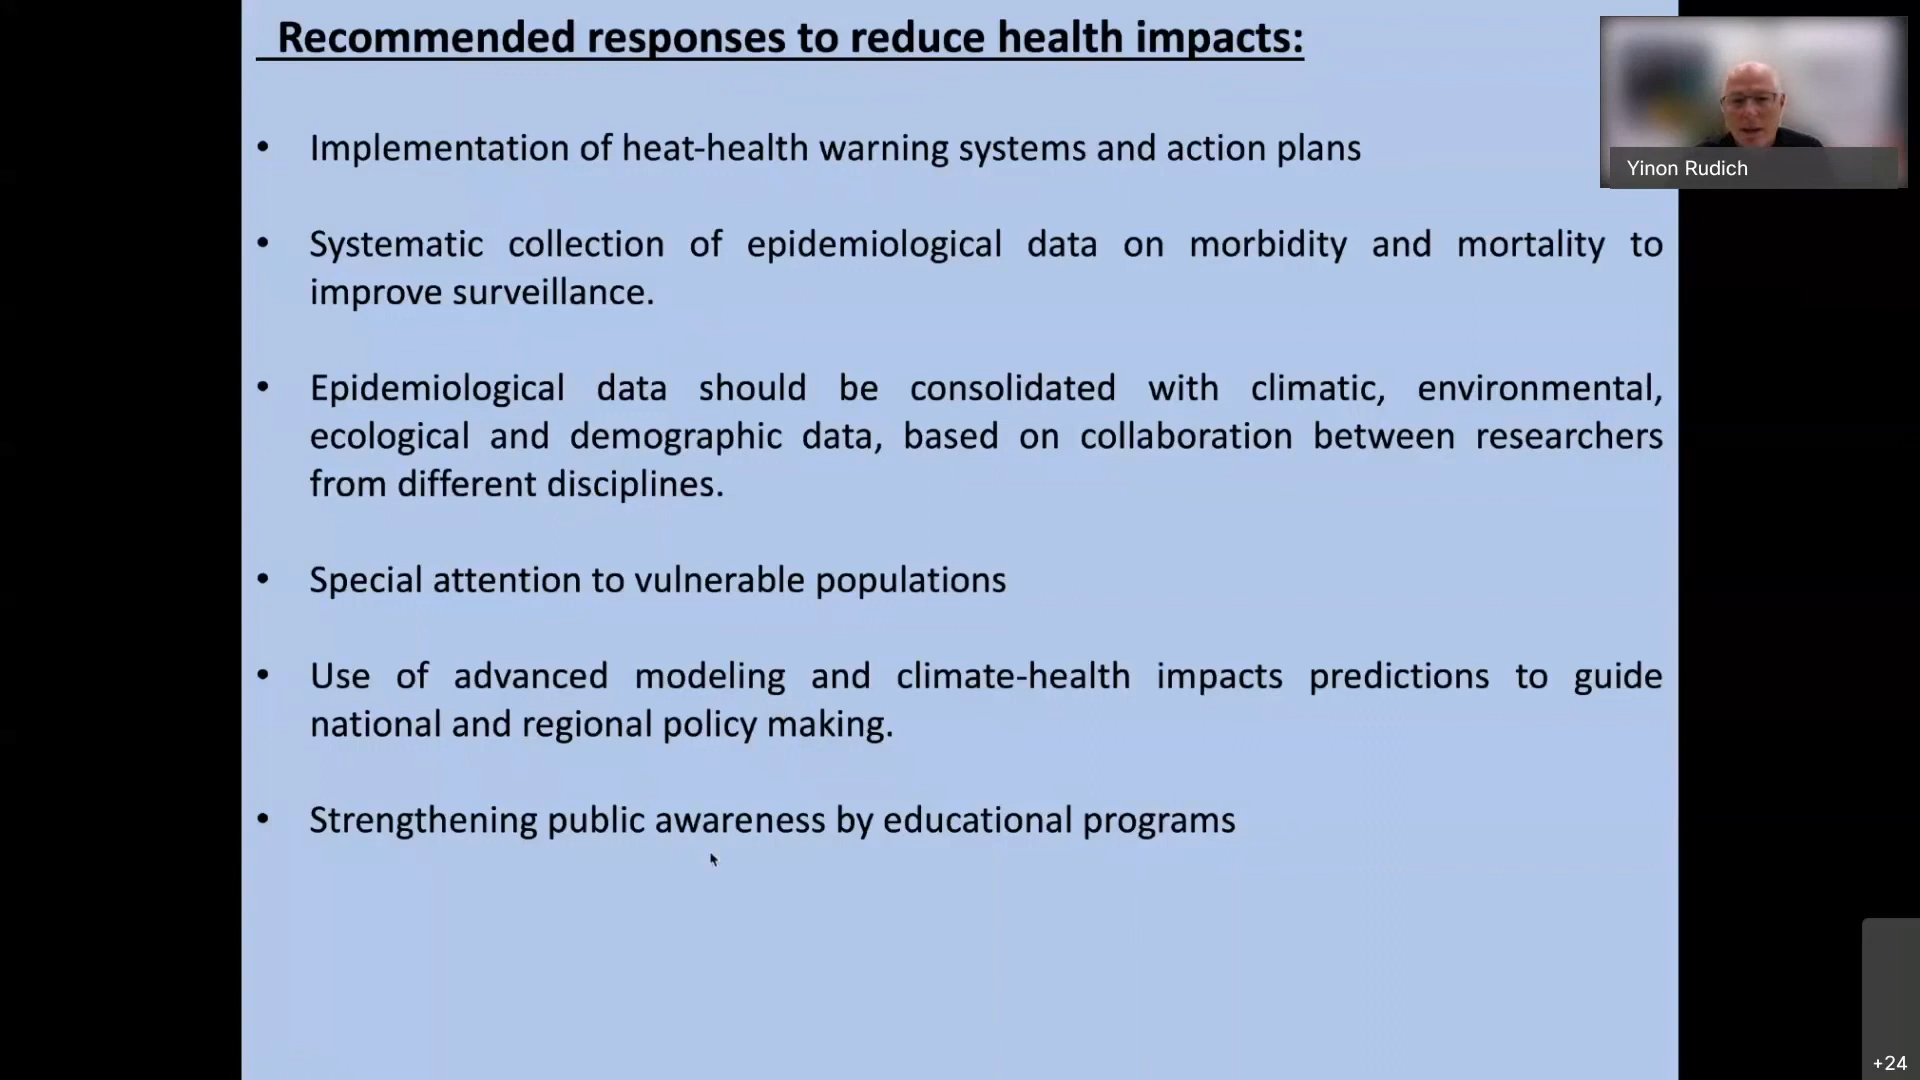 Recommended responses to reduce health impacts:
• Implementation of heat-health warning systems and action plans
• Systematic collection of epidemiological data on morbidity and mortality to
improve surveillance.
• Epidemiological data should be consolidated with climatic, environmental,
ecological and demographic data, based on collaboration between researchers
from different disciplines.
• Special attention to vulnerable populations
• Use of advanced modeling and climate-health impacts predictions to guide
national and regional policy making.
• Strengthening public awareness by educational programs
Yinon Rudich
+24